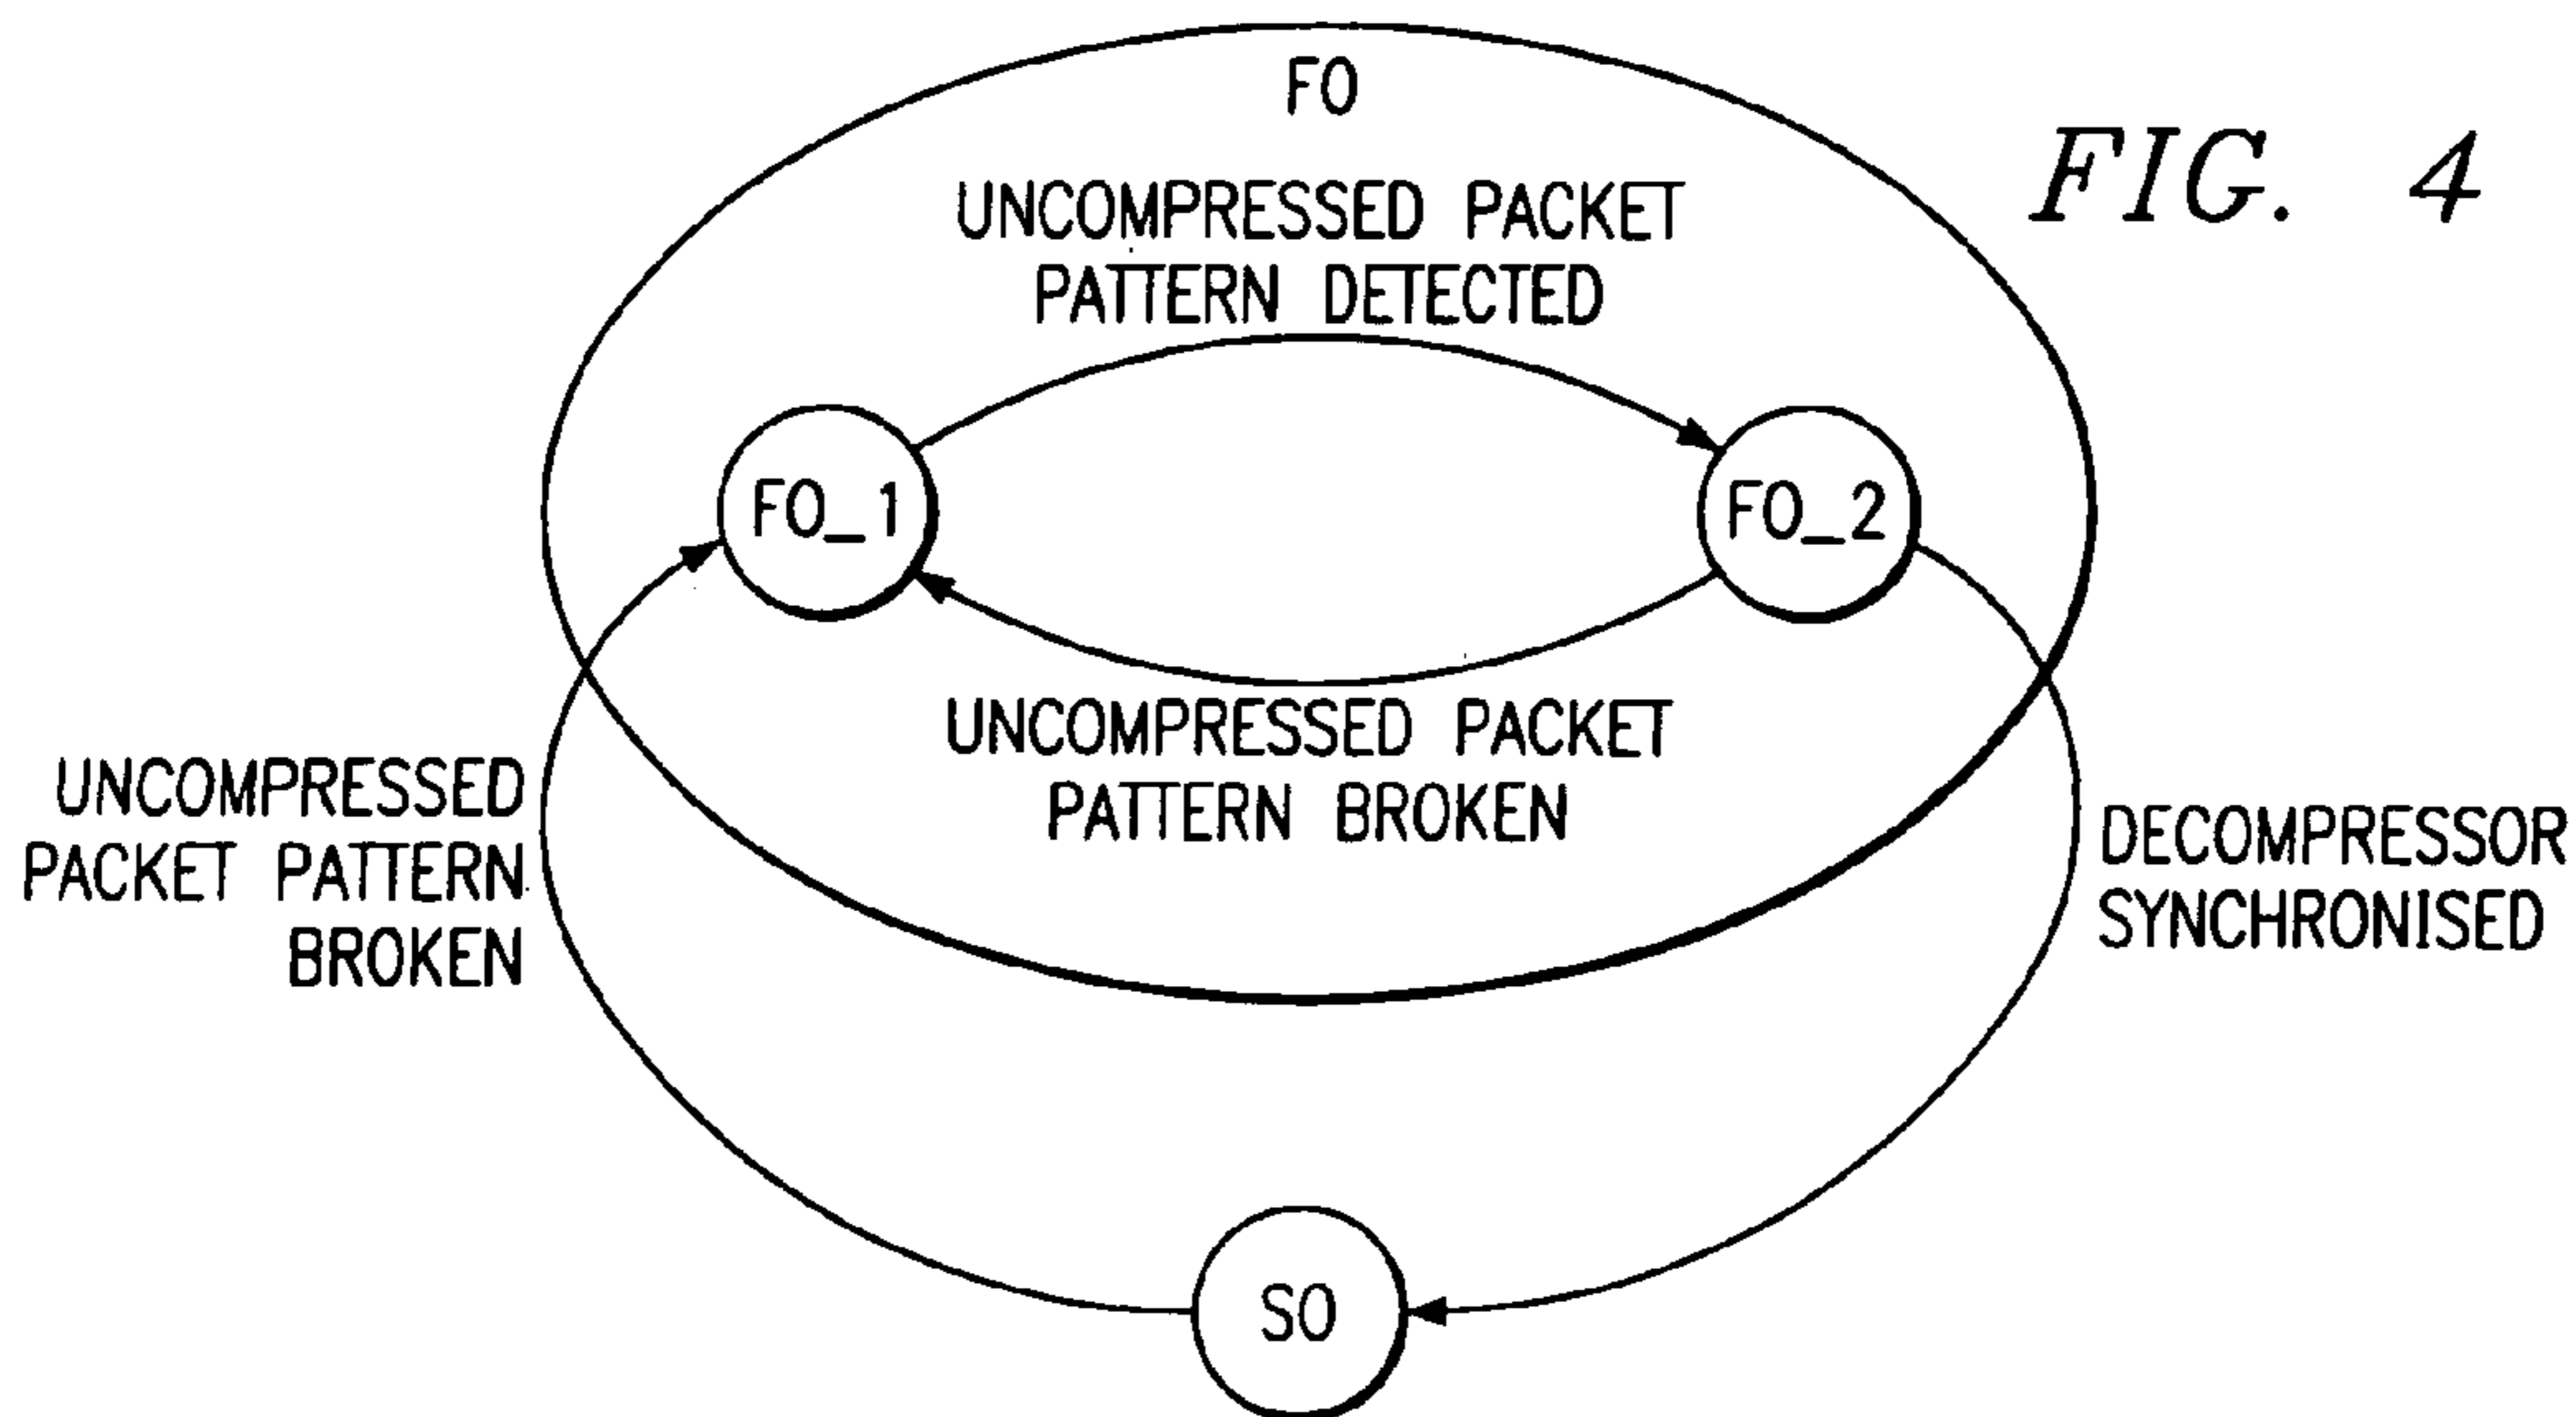 FO
FIG. 4
UNCOMPRESSED PACKET
PATTERN DETECTED
FO_1
FO_2
UNCOMPRESSED PACKET
PATTERN BROKEN
UNCOMPRESSED
PACKET PATTERN
BROKEN
DECOMPRESSOR
SYNCHRONISED
SO